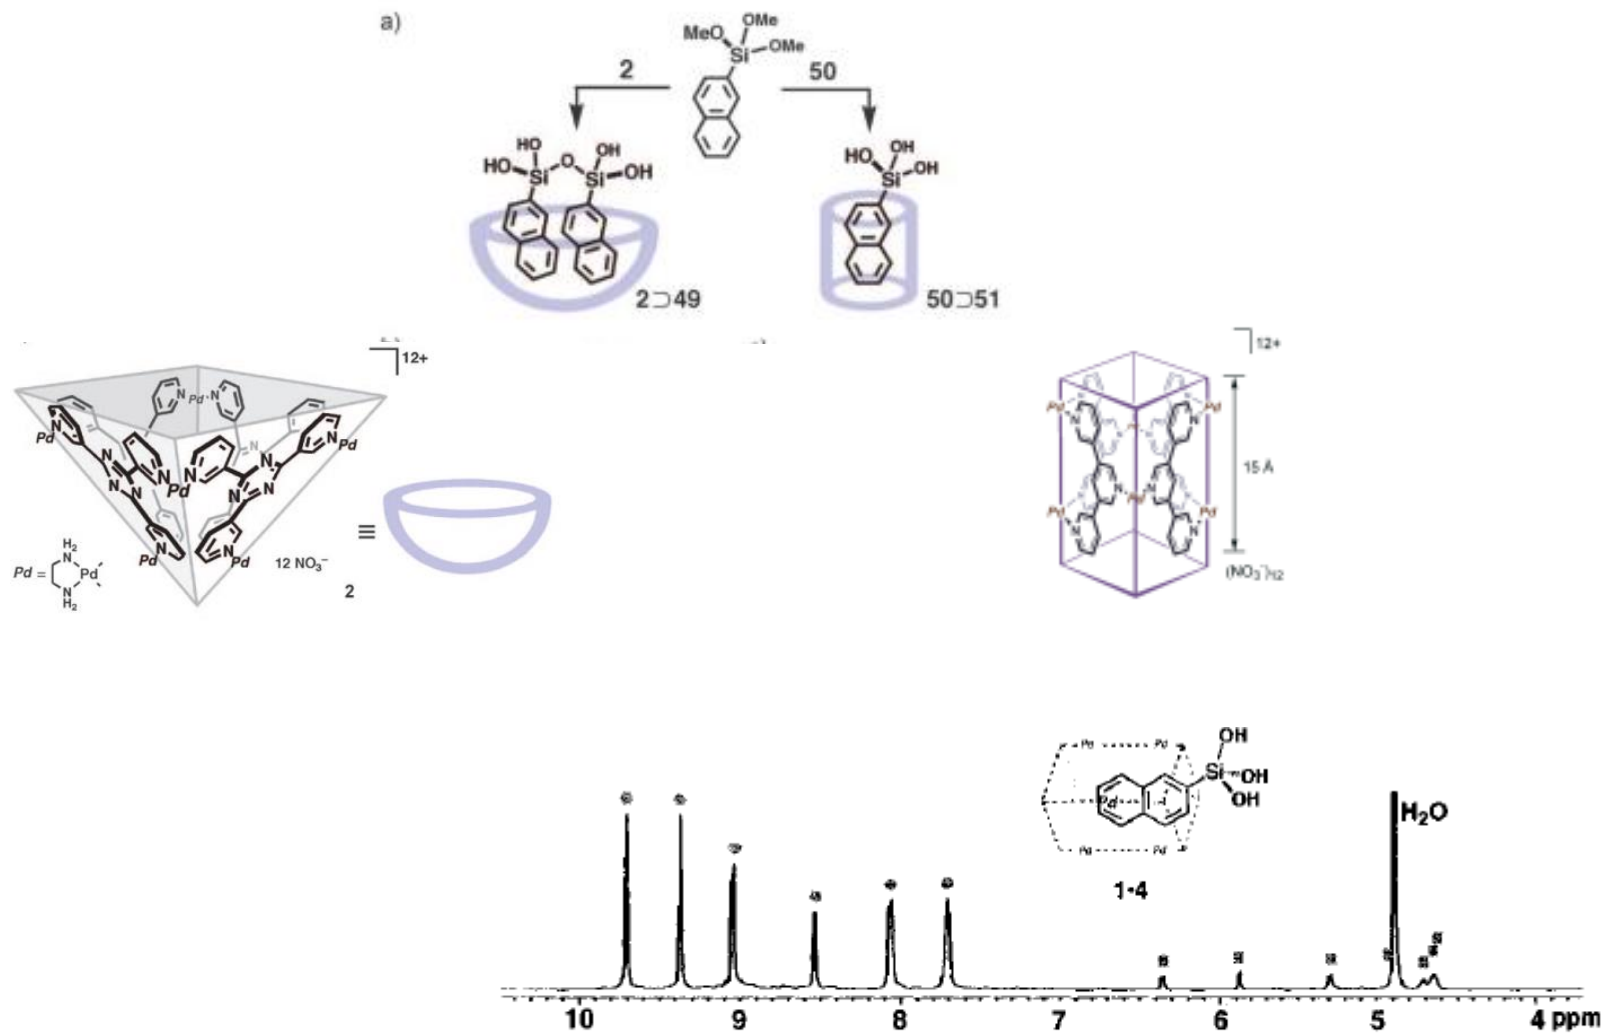 a)
OMe
MeO
Si
OMe
2
50
HO
OH
HO
Si
O
Si
OH
OH
HO
OH
Si
2⊃49
50⊃51
12+
N
Pd
N
Pd
N
N
Pd
N
N
N
N
N
N
Pd
N
N
N
N
N
Pd
N
Pd
Pd =
H2
N
Pd
N
H2
12 NO3−
2
≡
12+
Pd
N
N
Pd
15 Å
N
Pd
N
Pd
Pd
N
N
(NO3−)12
OH
Si
OH
OH
Pd
Pd
Pd
Pd
Pd
1•4
H2O
10
9
8
7
6
5
4 ppm